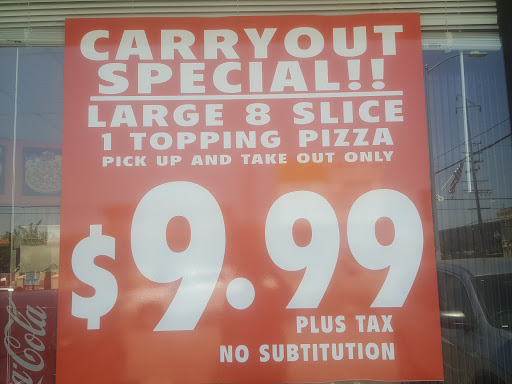 CARRYOUT
SPECIAL!!
LARGE 8 SLICE
1 TOPPING PIZZA
PICK UP AND TAKE OUT ONLY
$9.99
PLUS TAX
NO SUBTITUTION
Cola